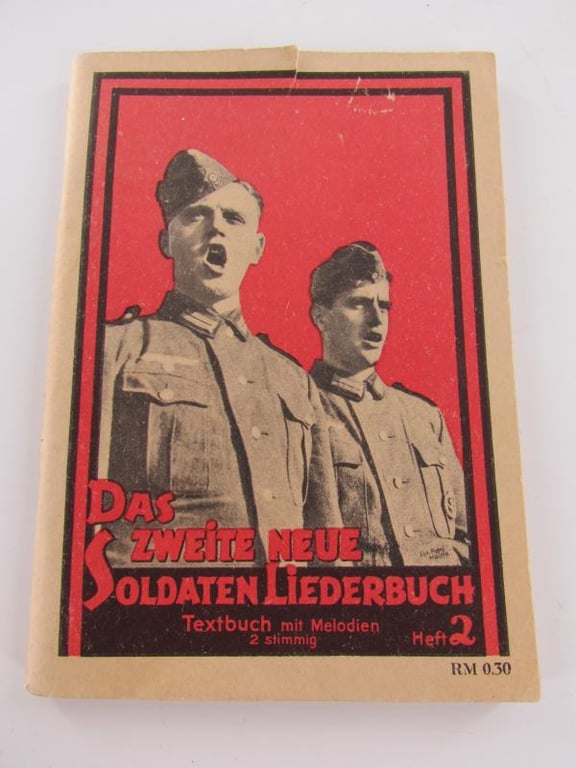 DAS
ZWEITE NEUE
SOLDATEN LIEDERBUCH
Textbuch mit Melodien
2 stimmig
Heft 2
RM 0.30